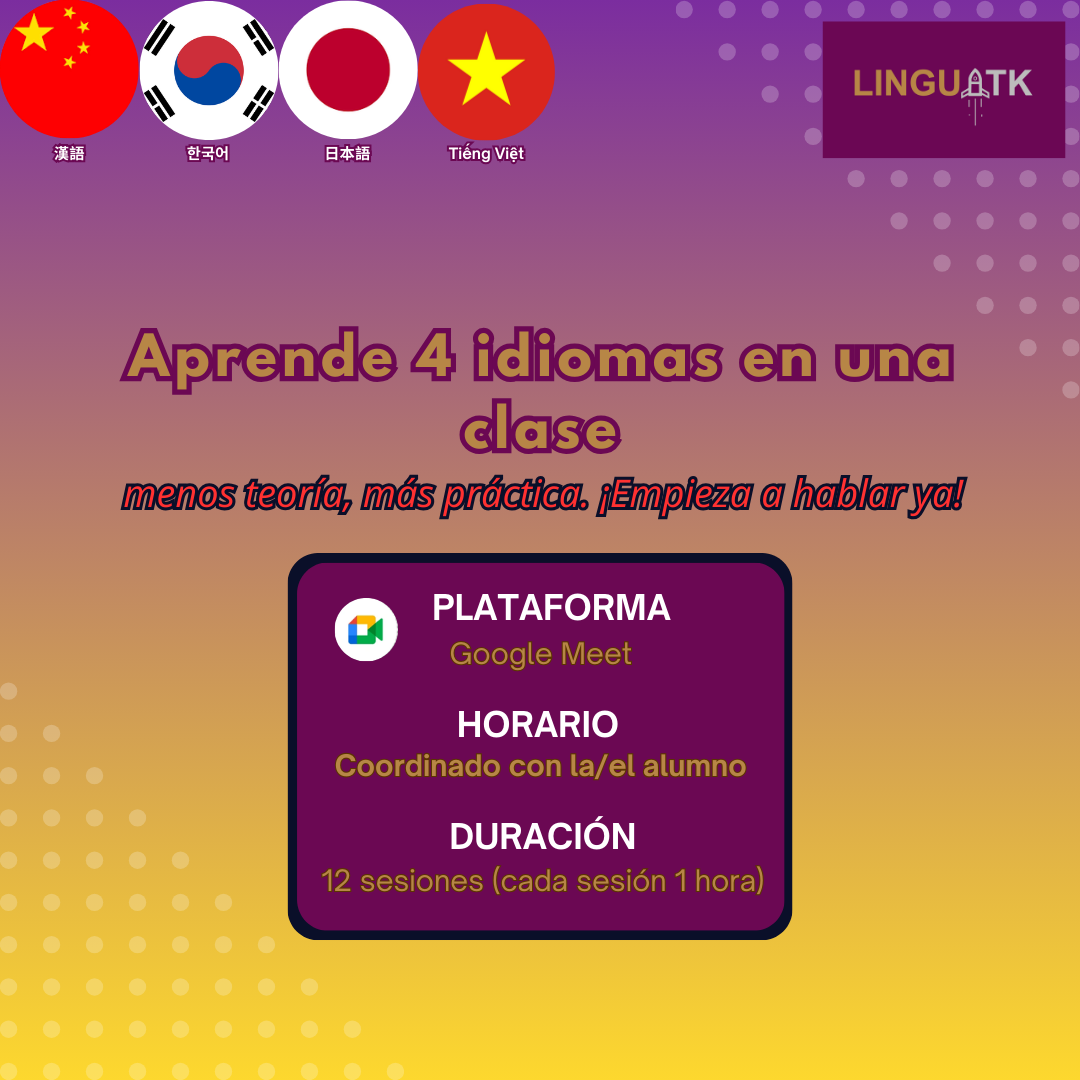 漢語
한국어
日本語
Tiếng Việt
LINGUATK
Aprende 4 idiomas en una
clase
menos teoría, más práctica. ¡Empieza a hablar ya!
PLATAFORMA
Google Meet
HORARIO
Coordinado con la/el alumno
DURACIÓN
12 sesiones (cada sesión 1 hora)